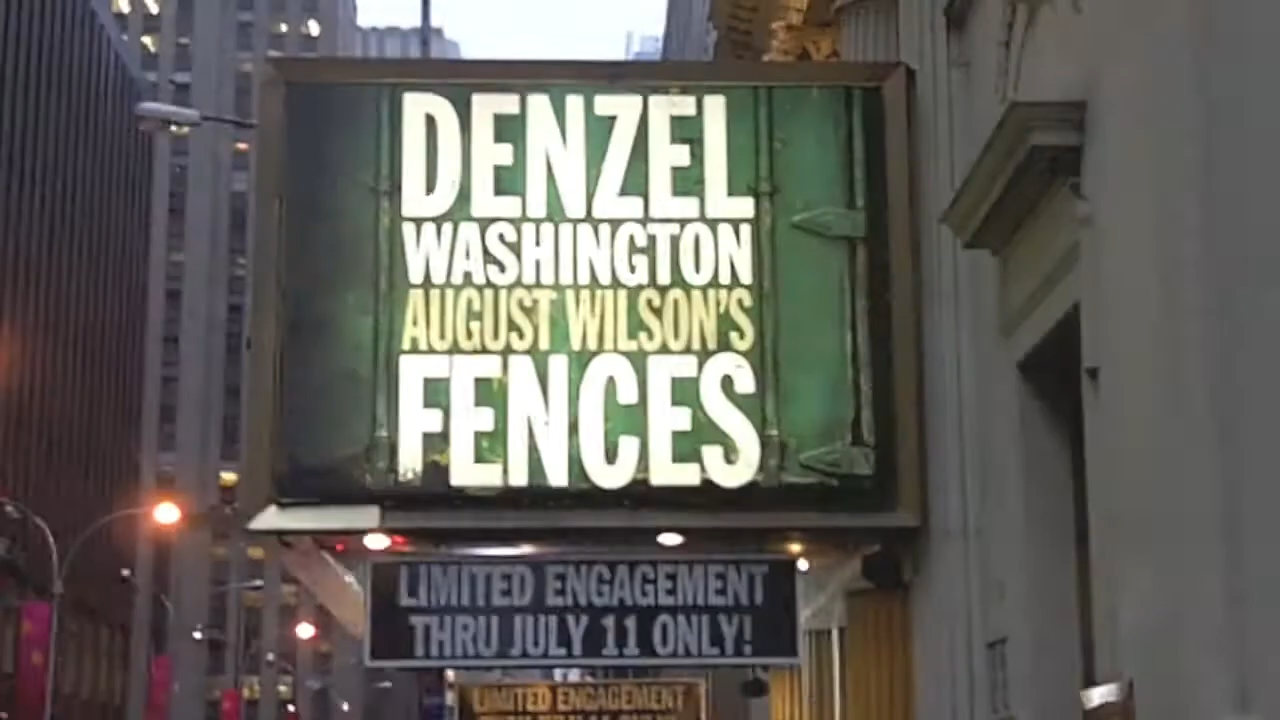 DENZEL
WASHINGTON
AUGUST WILSON'S
FENCES
LIMITED ENGAGEMENT
THRU JULY 11 ONLY!
LIMITED ENGAGEMENT